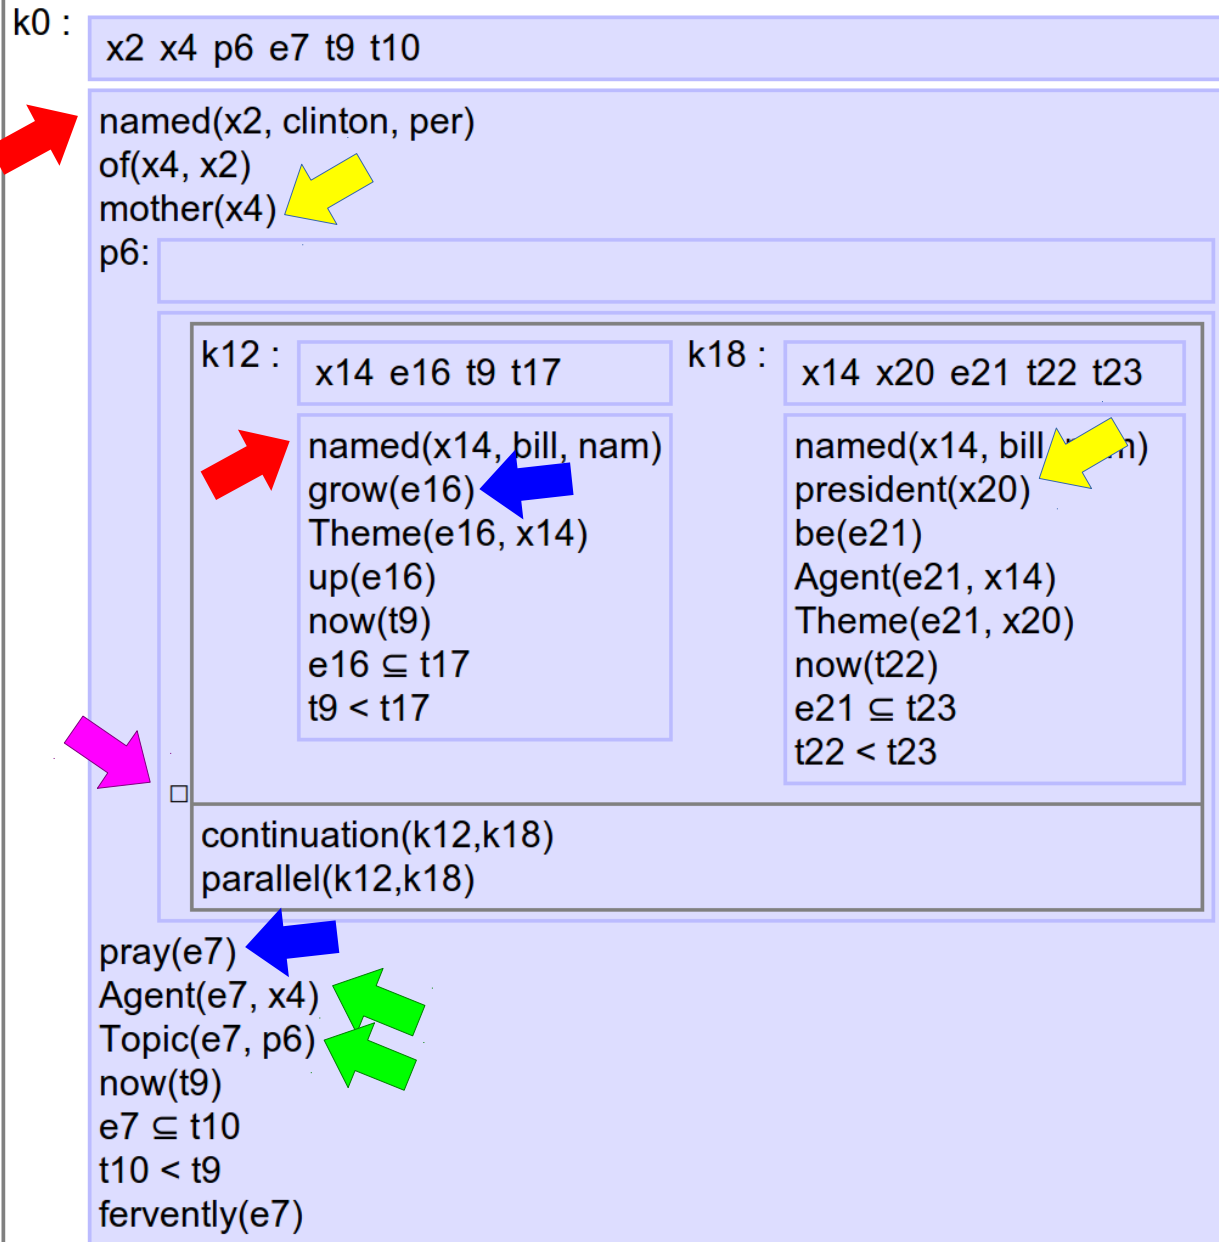 k0 :
x2 x4 p6 e7 t9 t10
named(x2, clinton, per)
of(x4, x2)
mother(x4)
p6:
k12 :
x14 e16 t9 t17
named(x14, bill, nam)
grow(e16)
Theme(e16, x14)
up(e16)
now(t9)
e16 ⊆ t17
t9 < t17
k18 :
x14 x20 e21 t22 t23
named(x14, bill, nam)
president(x20)
be(e21)
Agent(e21, x14)
Theme(e21, x20)
now(t22)
e21 ⊆ t23
t22 < t23
□
continuation(k12,k18)
parallel(k12,k18)
pray(e7)
Agent(e7, x4)
Topic(e7, p6)
now(t9)
e7 ⊆ t10
t10 < t9
fervently(e7)